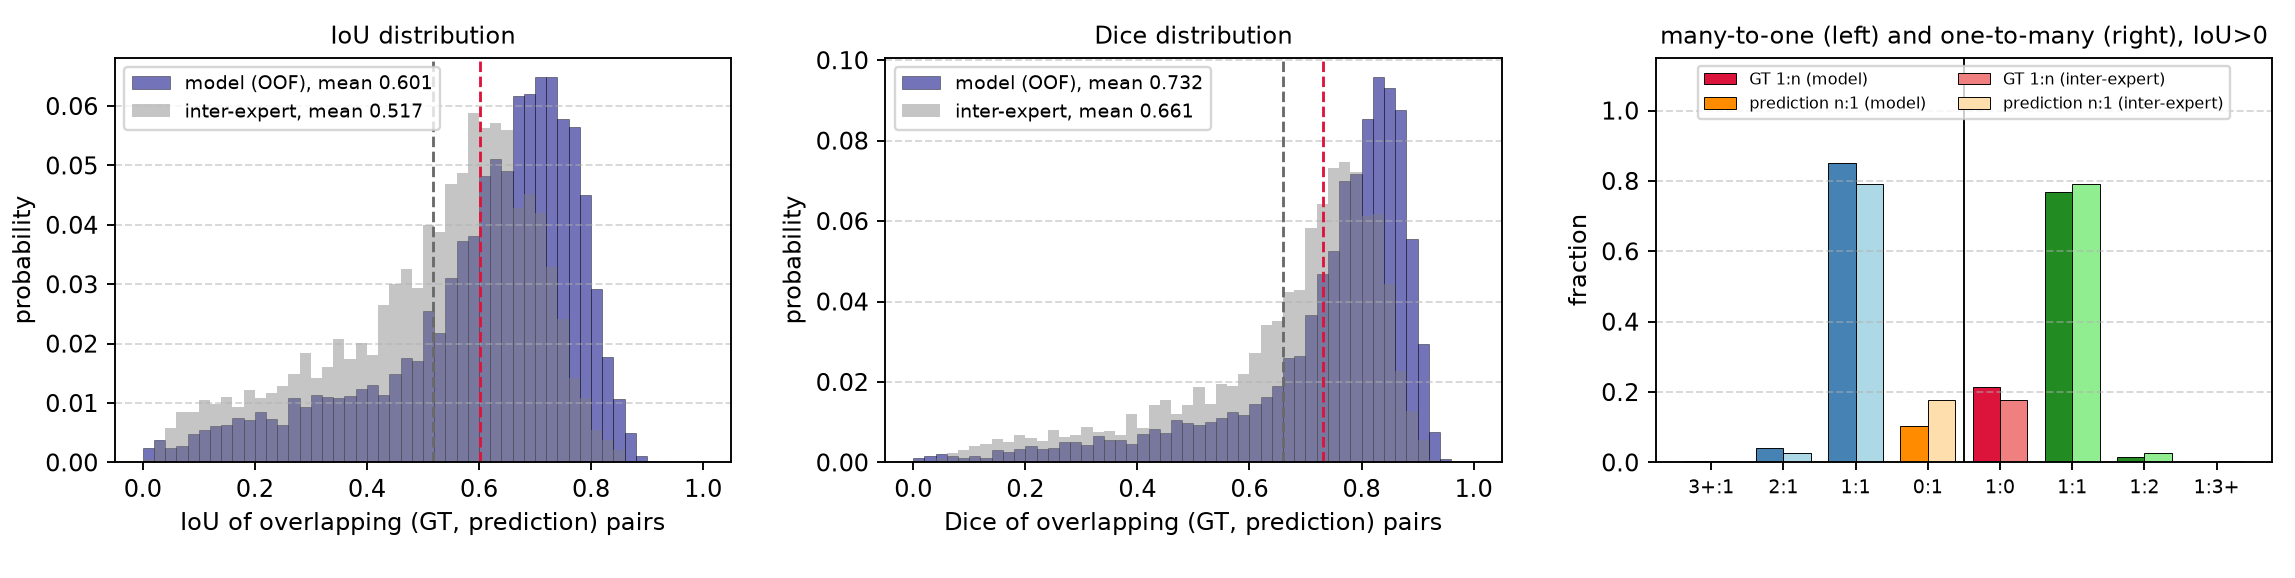 IoU distribution
model (OOF), mean 0.601
inter-expert, mean 0.517
probability
0.06
0.05
0.04
0.03
0.02
0.01
0.00
0.0 0.2 0.4 0.6 0.8 1.0
IoU of overlapping (GT, prediction) pairs
Dice distribution
model (OOF), mean 0.732
inter-expert, mean 0.661
probability
0.10
0.08
0.06
0.04
0.02
0.00
0.0 0.2 0.4 0.6 0.8 1.0
Dice of overlapping (GT, prediction) pairs
many-to-one (left) and one-to-many (right), IoU>0
GT 1:n (model) GT 1:n (inter-expert)
prediction n:1 (model) prediction n:1 (inter-expert)
fraction
1.0
0.8
0.6
0.4
0.2
0.0
3+:1 2:1 1:1 0:1 1:0 1:1 1:2 1:3+